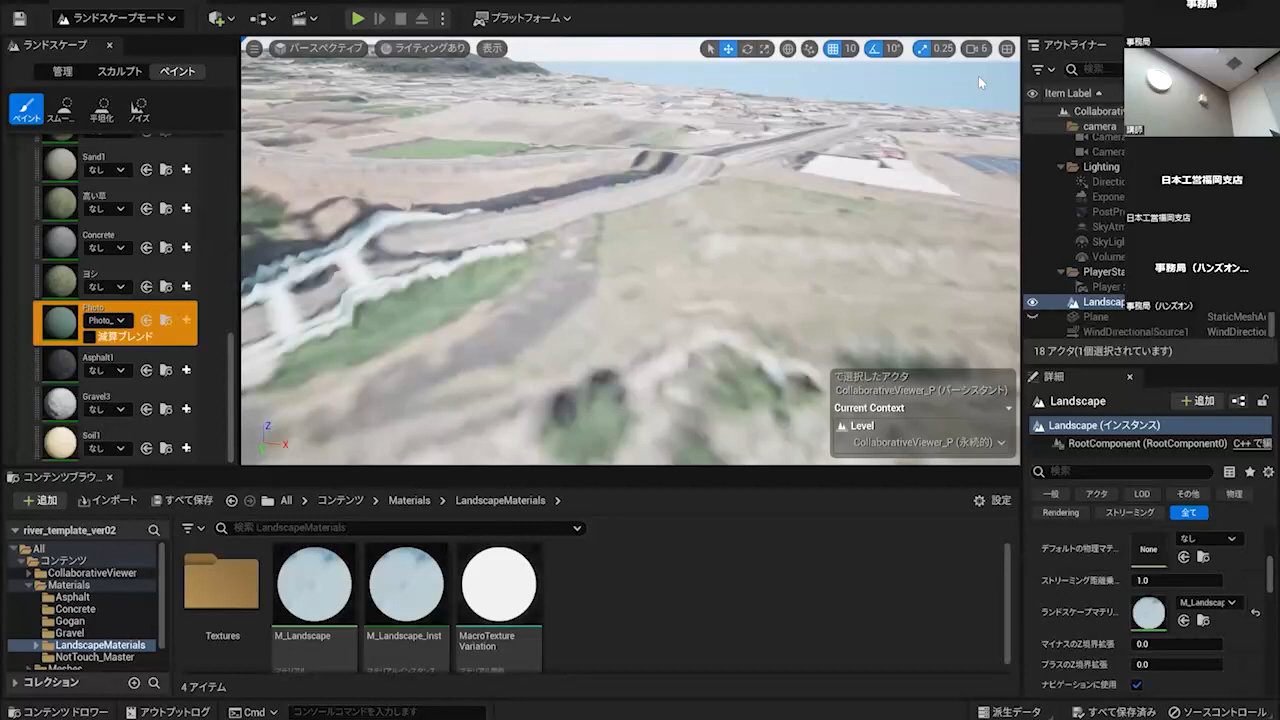 ランドスケープモード
プラットフォーム
事務局
ランドスケープ
パースペクティブ
ライティングあり
表示
10
10°
0.25
6
アウトライナー
事務局
管理
スカルプト
ペイント
検索...
Item Label
講師
ペイント
スムー...
平坦化
ノイズ
Collaborativ
camera
Camera
Camera
Lighting
Directic
Expone
PostPr
SkyAtn
SkyLigh
Volume
PlayerSta
Player S
Landscap
Plane
StaticMeshAc
WindDirectionalSource1
WindDirectio
日本工営福岡支店
日本工営福岡支店
事務局（ハンズオン...
事務局（ハンズオン）
18 アクタ(1個選択されています)
Sand1
なし
高い草
なし
Concrete
なし
ヨシ
なし
Photo
Photo_
減算ブレンド
Asphalt1
なし
Gravel3
なし
Soil1
なし
Z
X
で選択したアクタ
CollaborativeViewer_P (パーシスタント)
Current Context
Level
CollaborativeViewer_P (永続的)
詳細
Landscape
追加
Landscape (インスタンス)
RootComponent (RootComponent0)
C++ で編
検索
一般
アクタ
LOD
その他
物理
Rendering
ストリーミング
全て
デフォルトの物理マテ...
None
なし
ストリーミング距離乗...
1.0
ランドスケープマテリ...
M_Landscap
マイナスのZ境界拡張
0.0
プラスのZ境界拡張
0.0
ナビゲーションに使用
コンテンツブラウ...
追加
インポート
すべて保存
All
コンテンツ
Materials
LandscapeMaterials
設定
river_template_ver02
検索 LandscapeMaterials
All
コンテンツ
CollaborativeViewer
Materials
Asphalt
Concrete
Gogan
Gravel
LandscapeMaterials
NotTouch_Master
Meshes
コレクション
Textures
M_Landscape
M_Landscape_Inst
MacroTexture
Variation
4 アイテム
コンテンツドロワー
アウトプットログ
Cmd
コンソールコマンドを入力します
派生データ
すべて保存済み
ソースコントロール